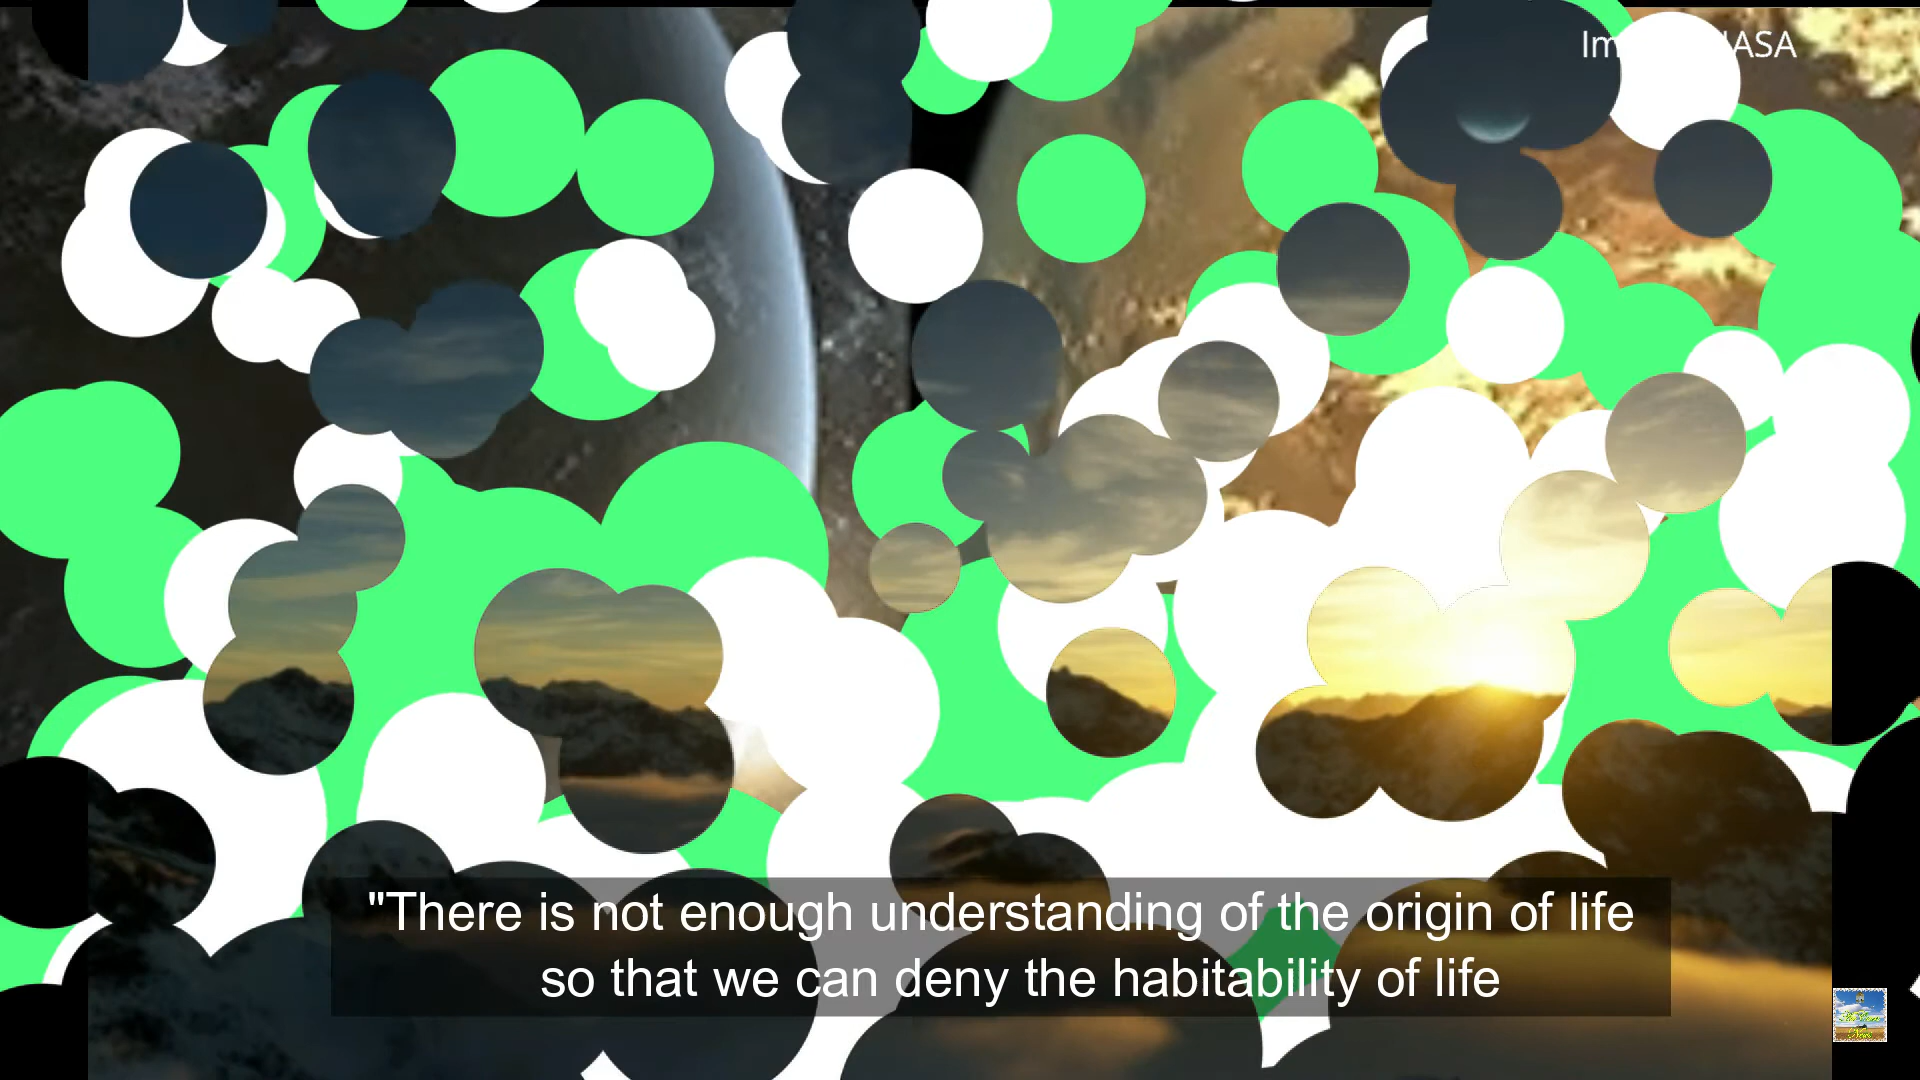 "There is not enough understanding of the origin of life
so that we can deny the habitability of life